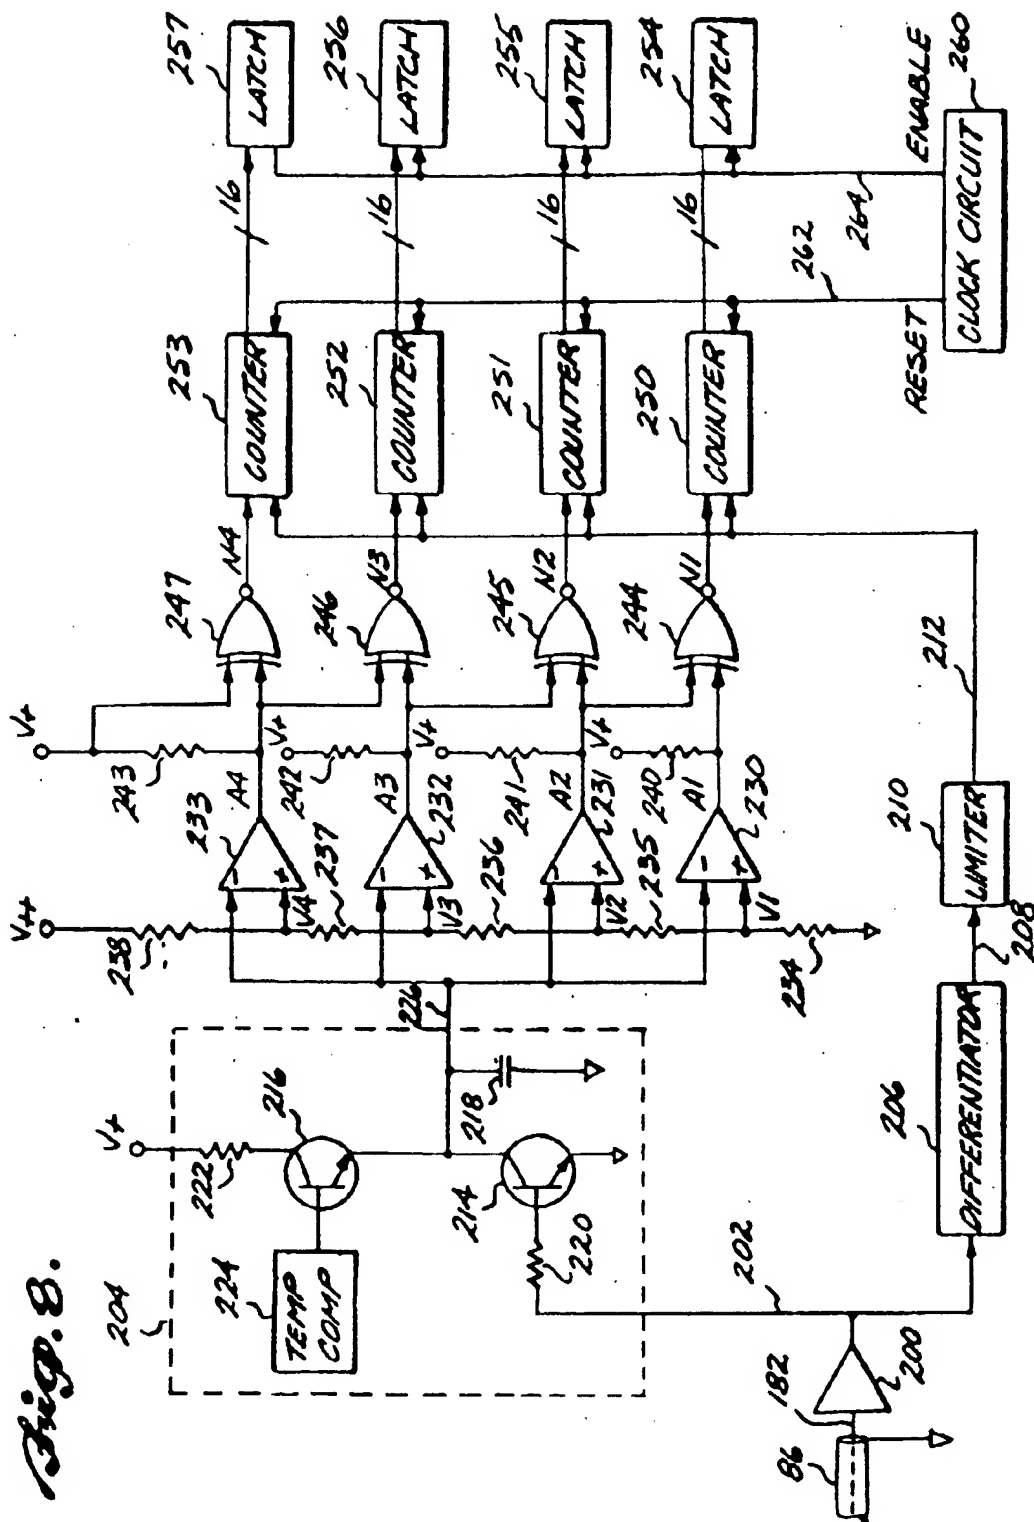 Fig. 8.
257
LATCH
256
LATCH
255
LATCH
254
LATCH
ENABLE
260
16
16
16
16
264
262
CLOCK CIRCUIT
RESET
253
COUNTER
252
COUNTER
251
COUNTER
250
COUNTER
N4
N3
N2
N1
247
246
245
244
212
V+
V+
V+
V+
243
242
241
240
A4
A3
A2
A1
233
232
231
230
V++
238
237
236
235
234
V4
V3
V2
V1
210
LIMITER
208
226
204
V+
216
222
218
224
TEMP
COMP
214
220
206
DIFFERENTIATOR
202
182
200
86